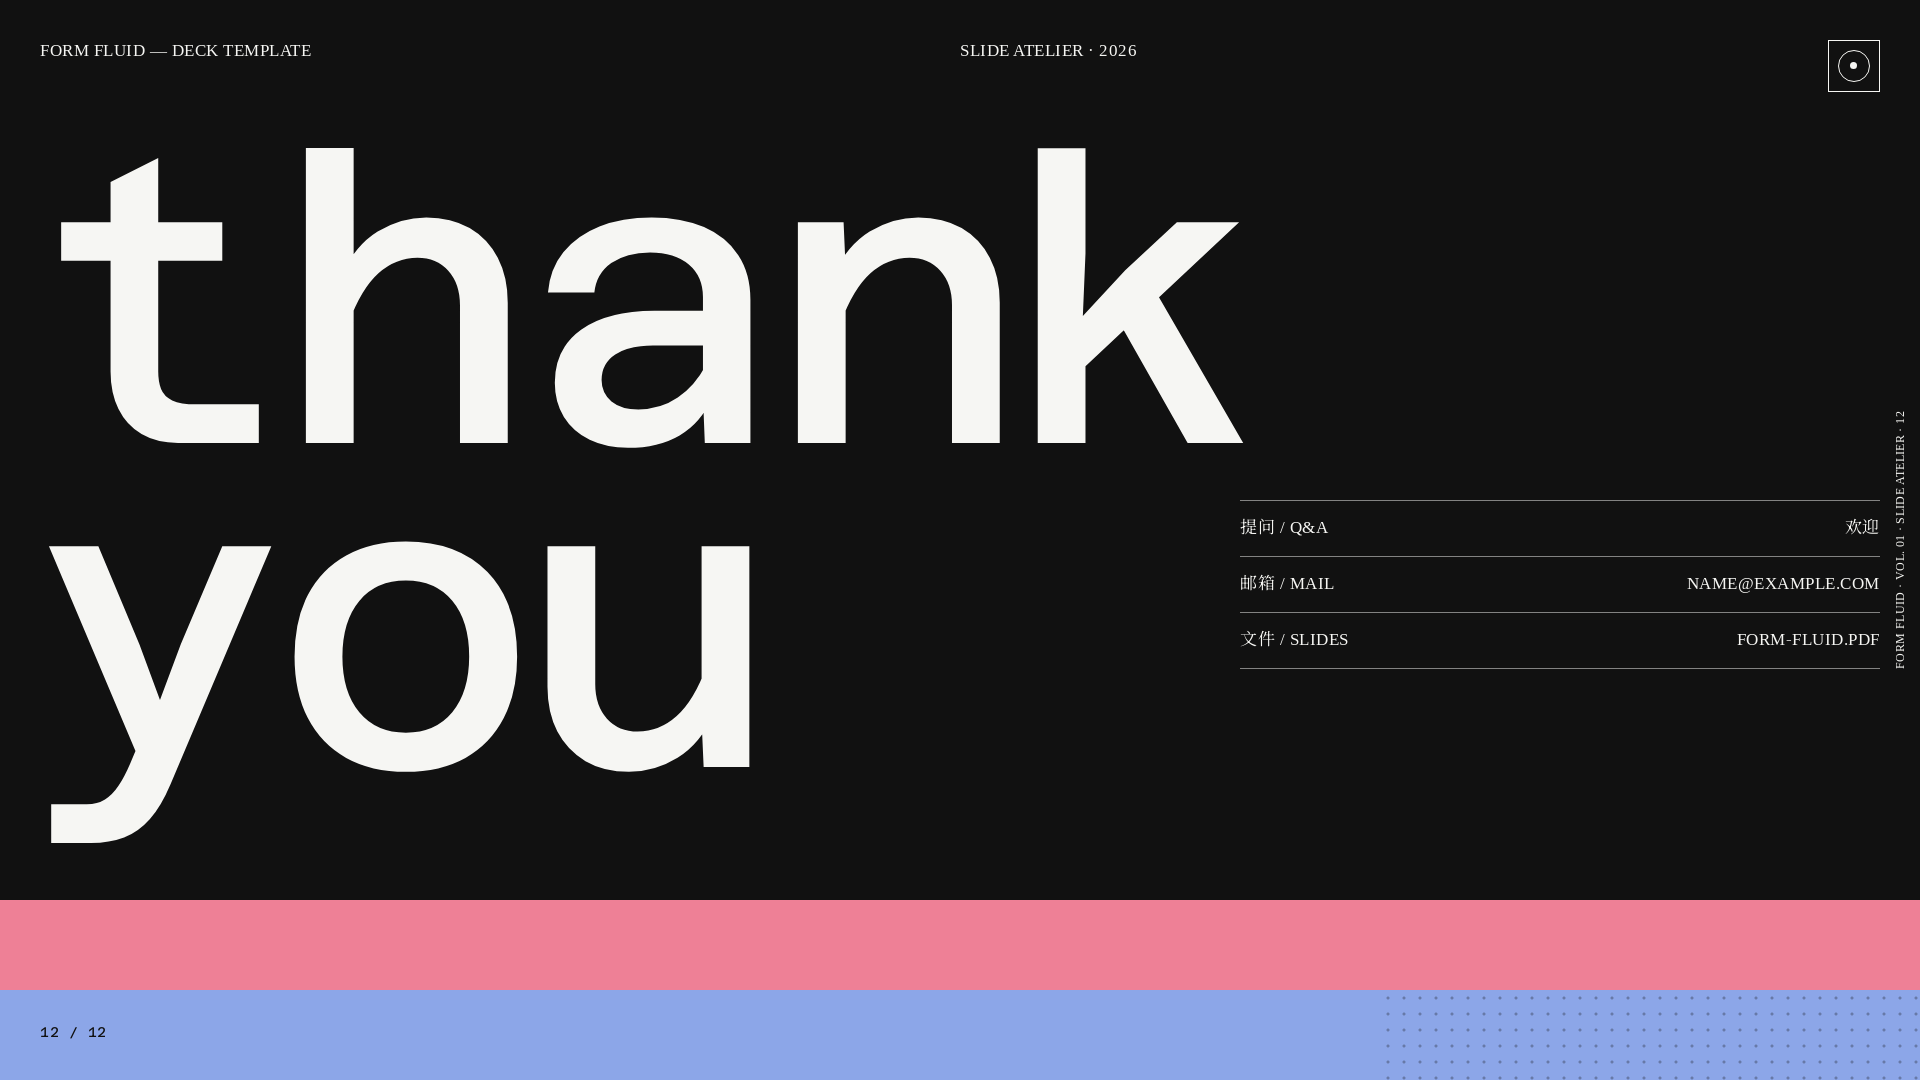 FORM FLUID — DECK TEMPLATE
SLIDE ATELIER · 2026
thank
you
提问 / Q&A 欢迎
邮箱 / MAIL NAME@EXAMPLE.COM
文件 / SLIDES FORM-FLUID.PDF
FORM FLUID · VOL. 01 · SLIDE ATELIER · 12
12 / 12